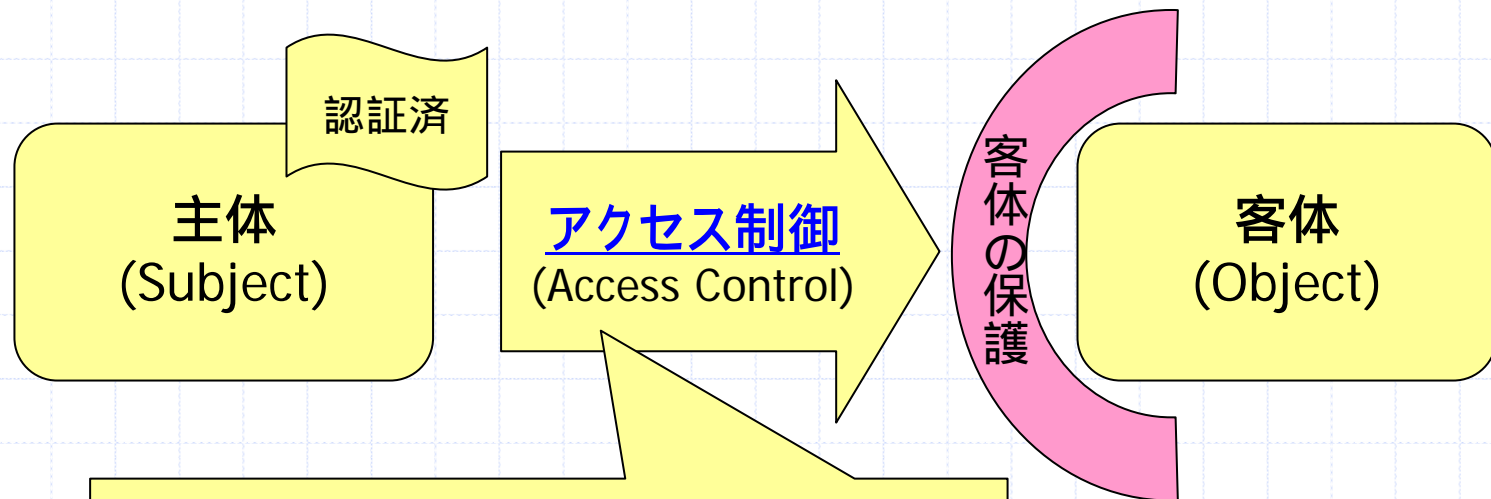 認証済
主体
(Subject)
アクセス制御
(Access Control)
客体の保護
客体
(Object)